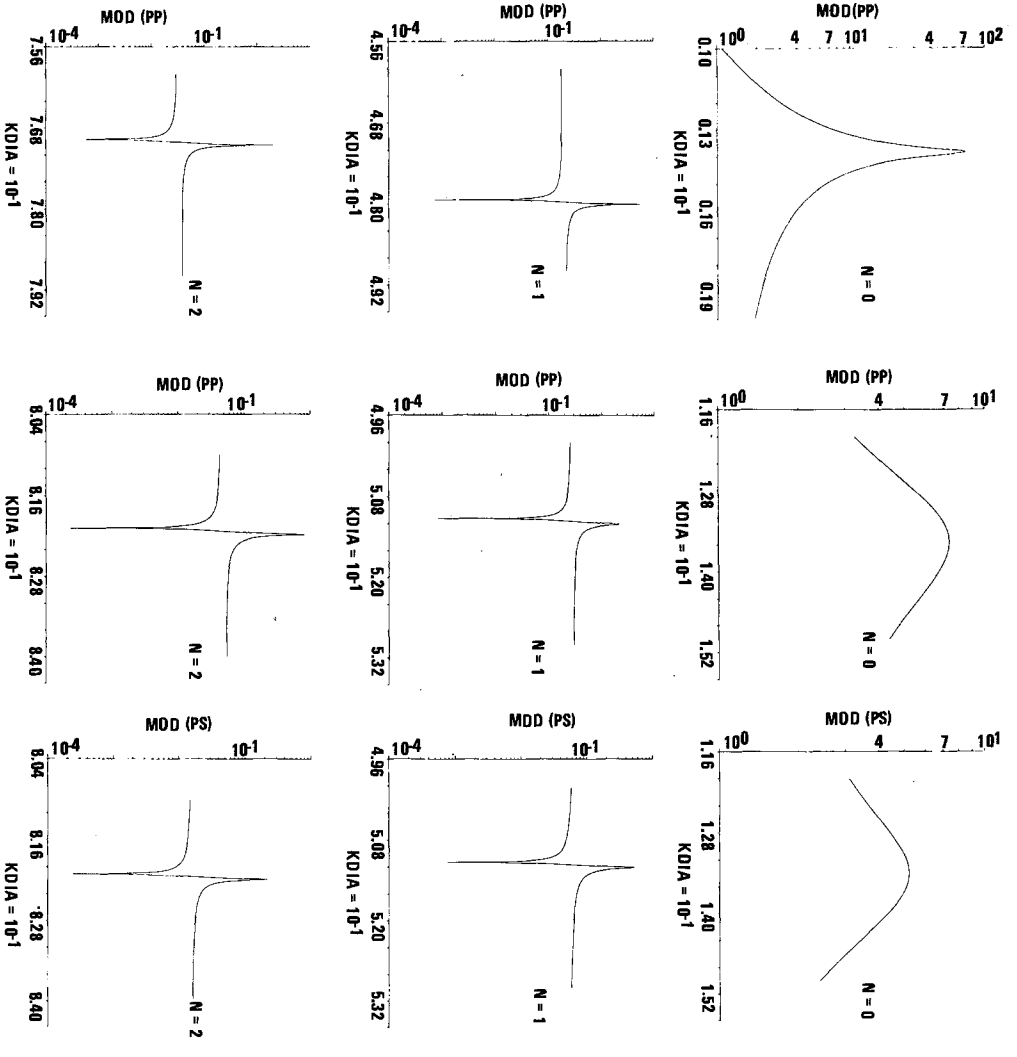 MOD (PP)
10-4 10-1
7.56 7.68 7.80 7.92
KDIA = 10-1
N = 2
MOD (PP)
10-1
4.56 4.68 4.80 4.92
KDIA = 10-1
N = 1
MOD(PP)
100 4 7 101 4 7 102
0.10 0.13 0.16 0.19
KDIA = 10-1
N = 0
MOD (PP)
10-4 10-1
8.04 8.16 8.28 8.40
KDIA = 10-1
N = 2
MOD (PP)
10-4 10-1
4.96 5.08 5.20 5.32
KDIA = 10-1
N = 1
MOD (PP)
100 4 7 101
1.16 1.28 1.40 1.52
KDIA = 10-1
N = 0
MOD (PS)
10-4 10-1
8.04 8.16 8.28 8.40
KDIA = 10-1
N = 2
MOD (PS)
10-4 10-1
4.96 5.08 5.20 5.32
KDIA = 10-1
N = 1
MOD (PS)
100 4 7 101
1.16 1.28 1.40 1.52
KDIA = 10-1
N = 0